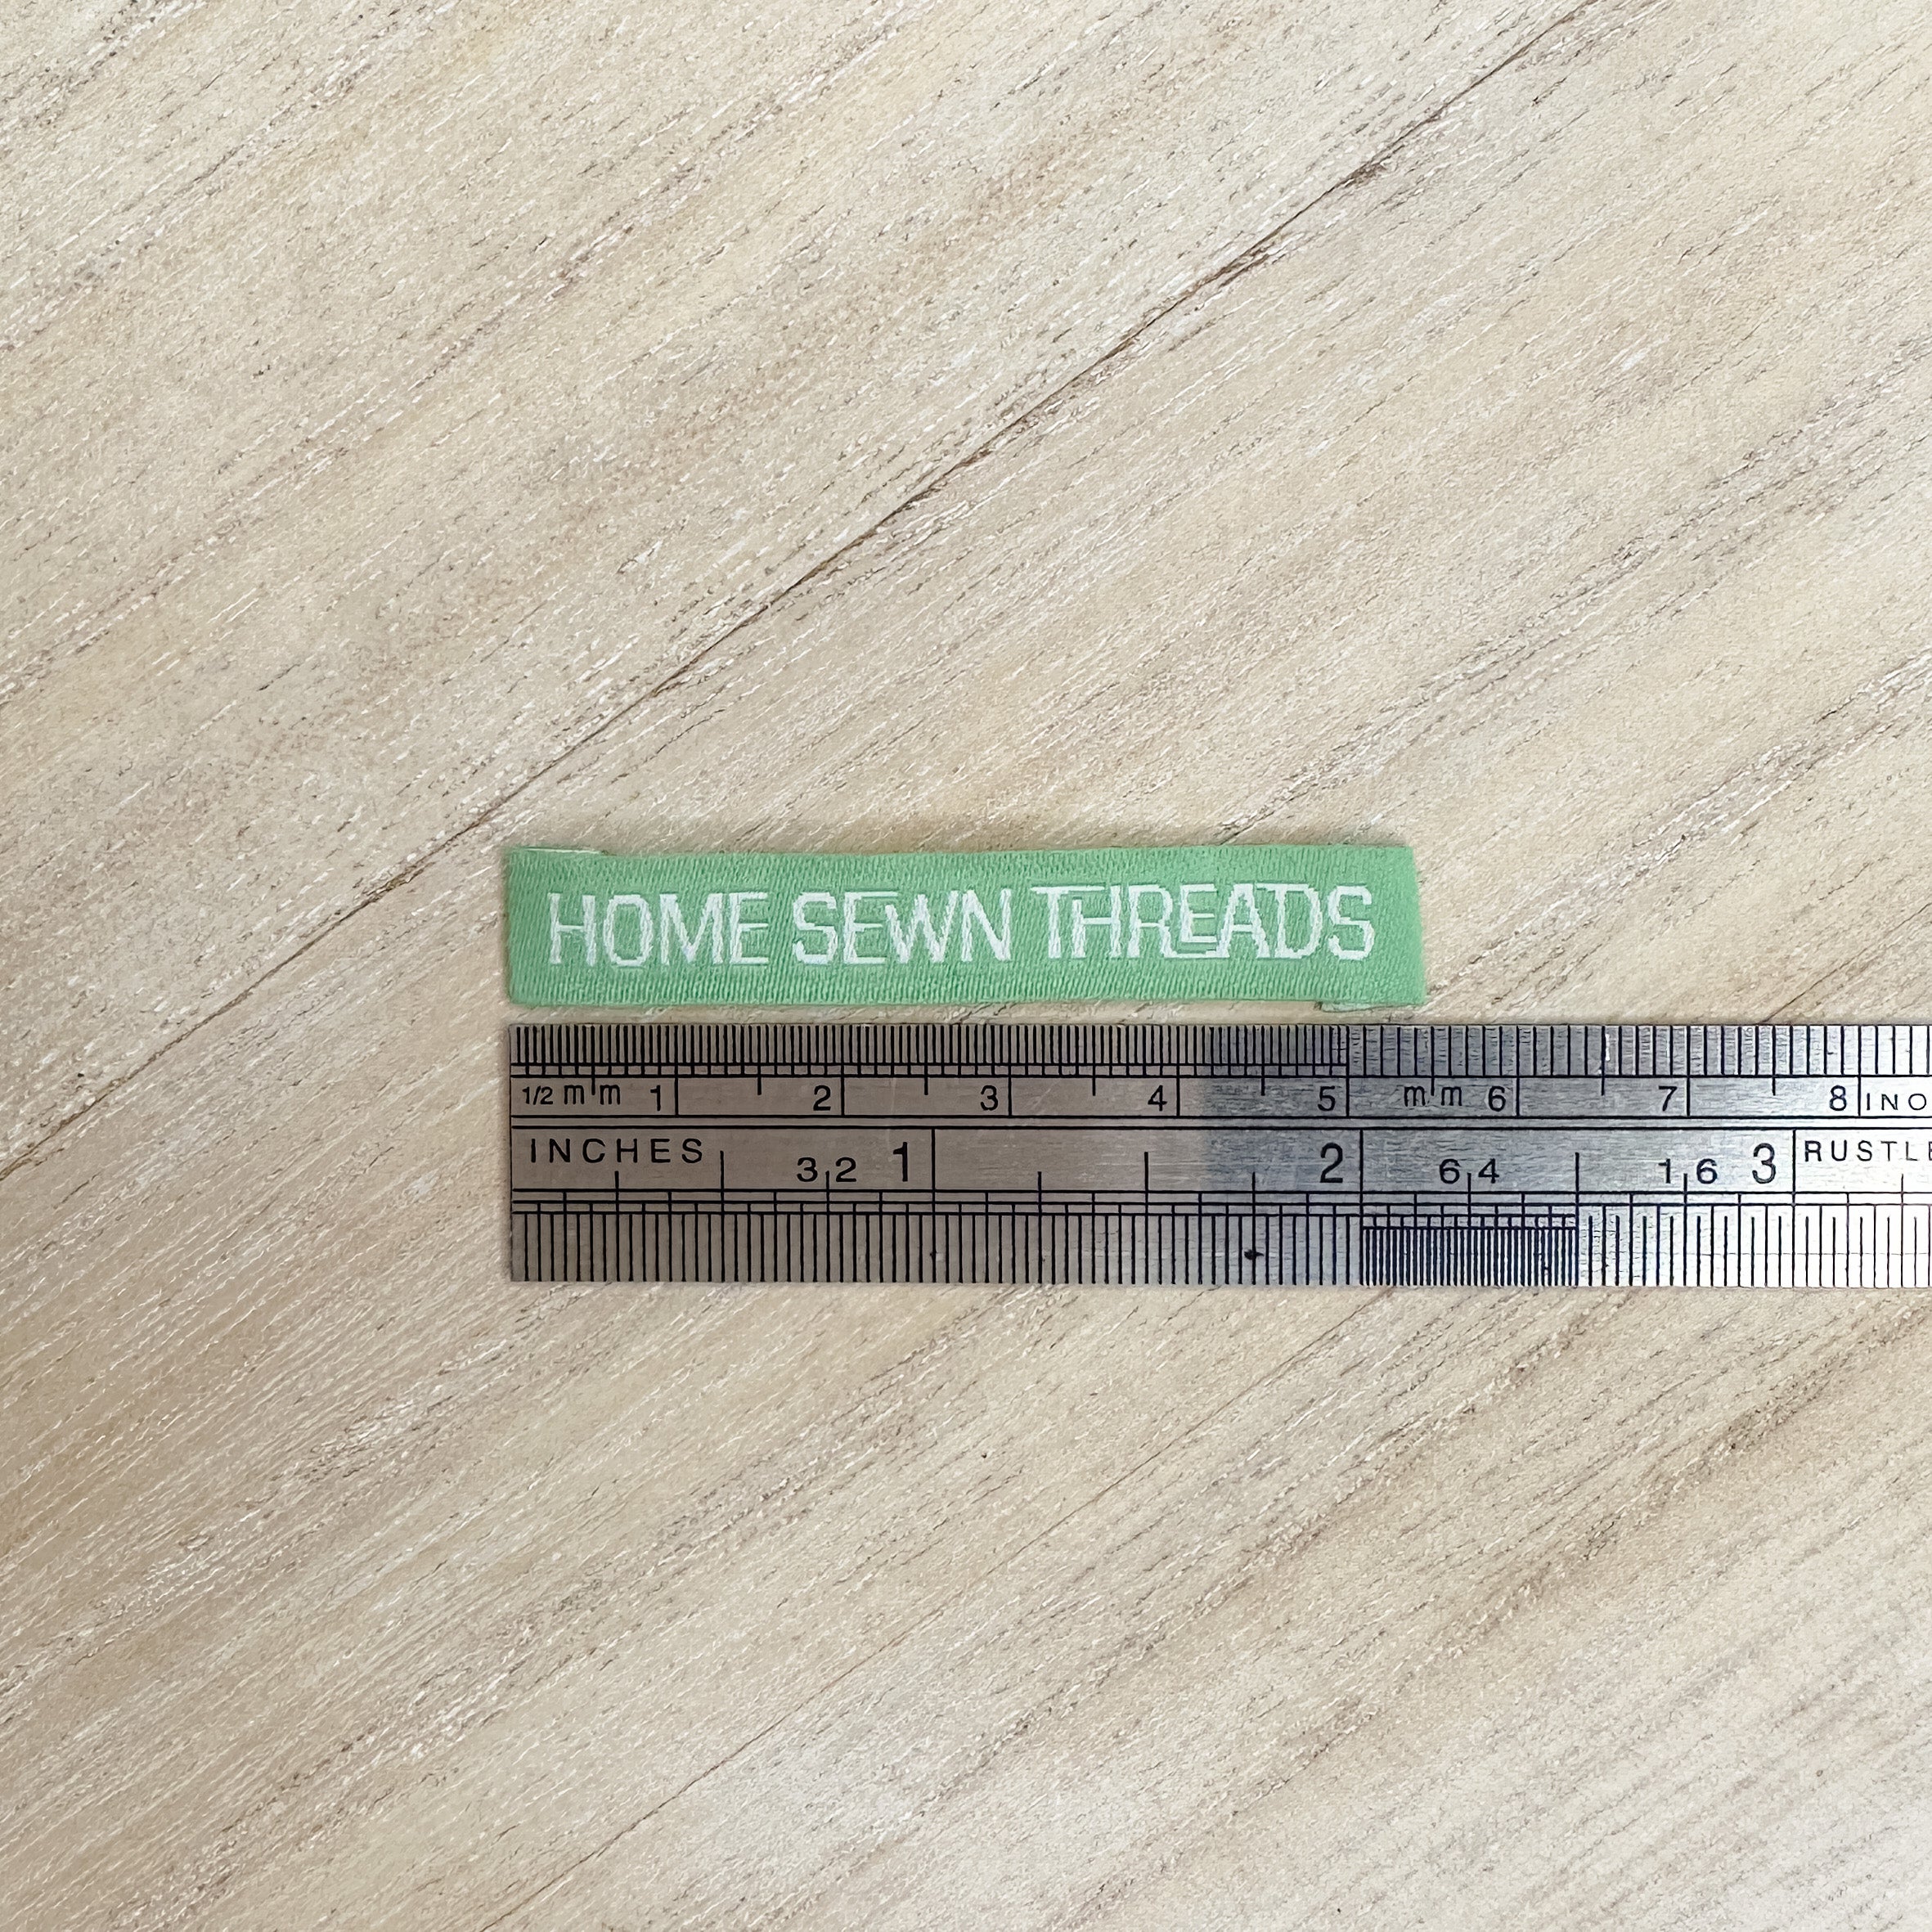 HOME SEWN THREADS
1/2 mm 1 2 3 4 5 mm 6 7 8 INC
INCHES 32 1 2 64 16 3 RUSTLE